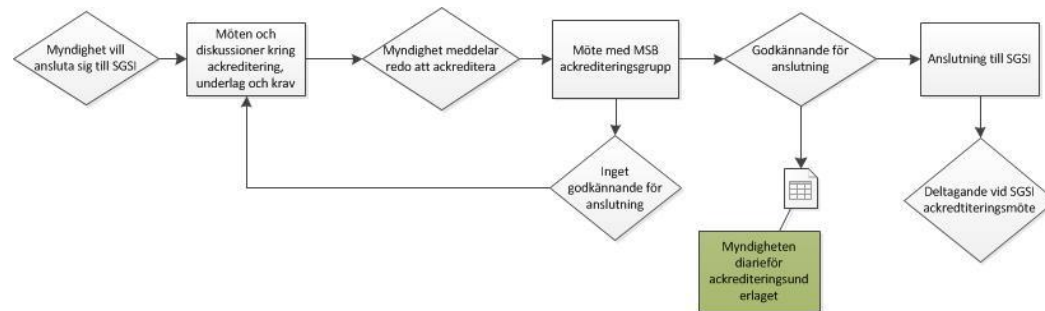 Myndighet vill
ansluta sig till SGSI
Möten och
diskussioner kring
ackreditering,
underlag och krav
Myndighet meddelar
redo att ackreditera
Möte med MSB
ackrediteringsgrupp
Godkännande för
anslutning
Anslutning till SGSI
Inget
godkännande för
anslutning
Deltagande vid SGSI
ackredtiteringsmöte
Myndigheten
diarieför
ackrediteringsund
erlaget